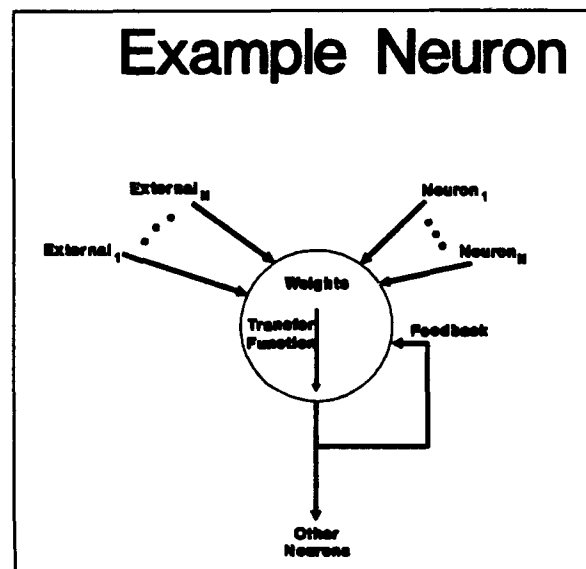 Example Neuron
External N
Neuron 1
External 1
Neuron N
Weights
Transfer
Function
Feedback
Other
Neurons